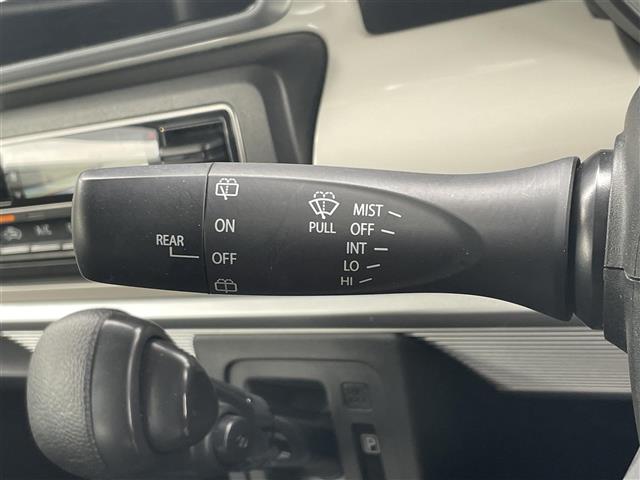 REAR
ON
OFF
PULL
MIST
OFF
INT
LO
HI
P